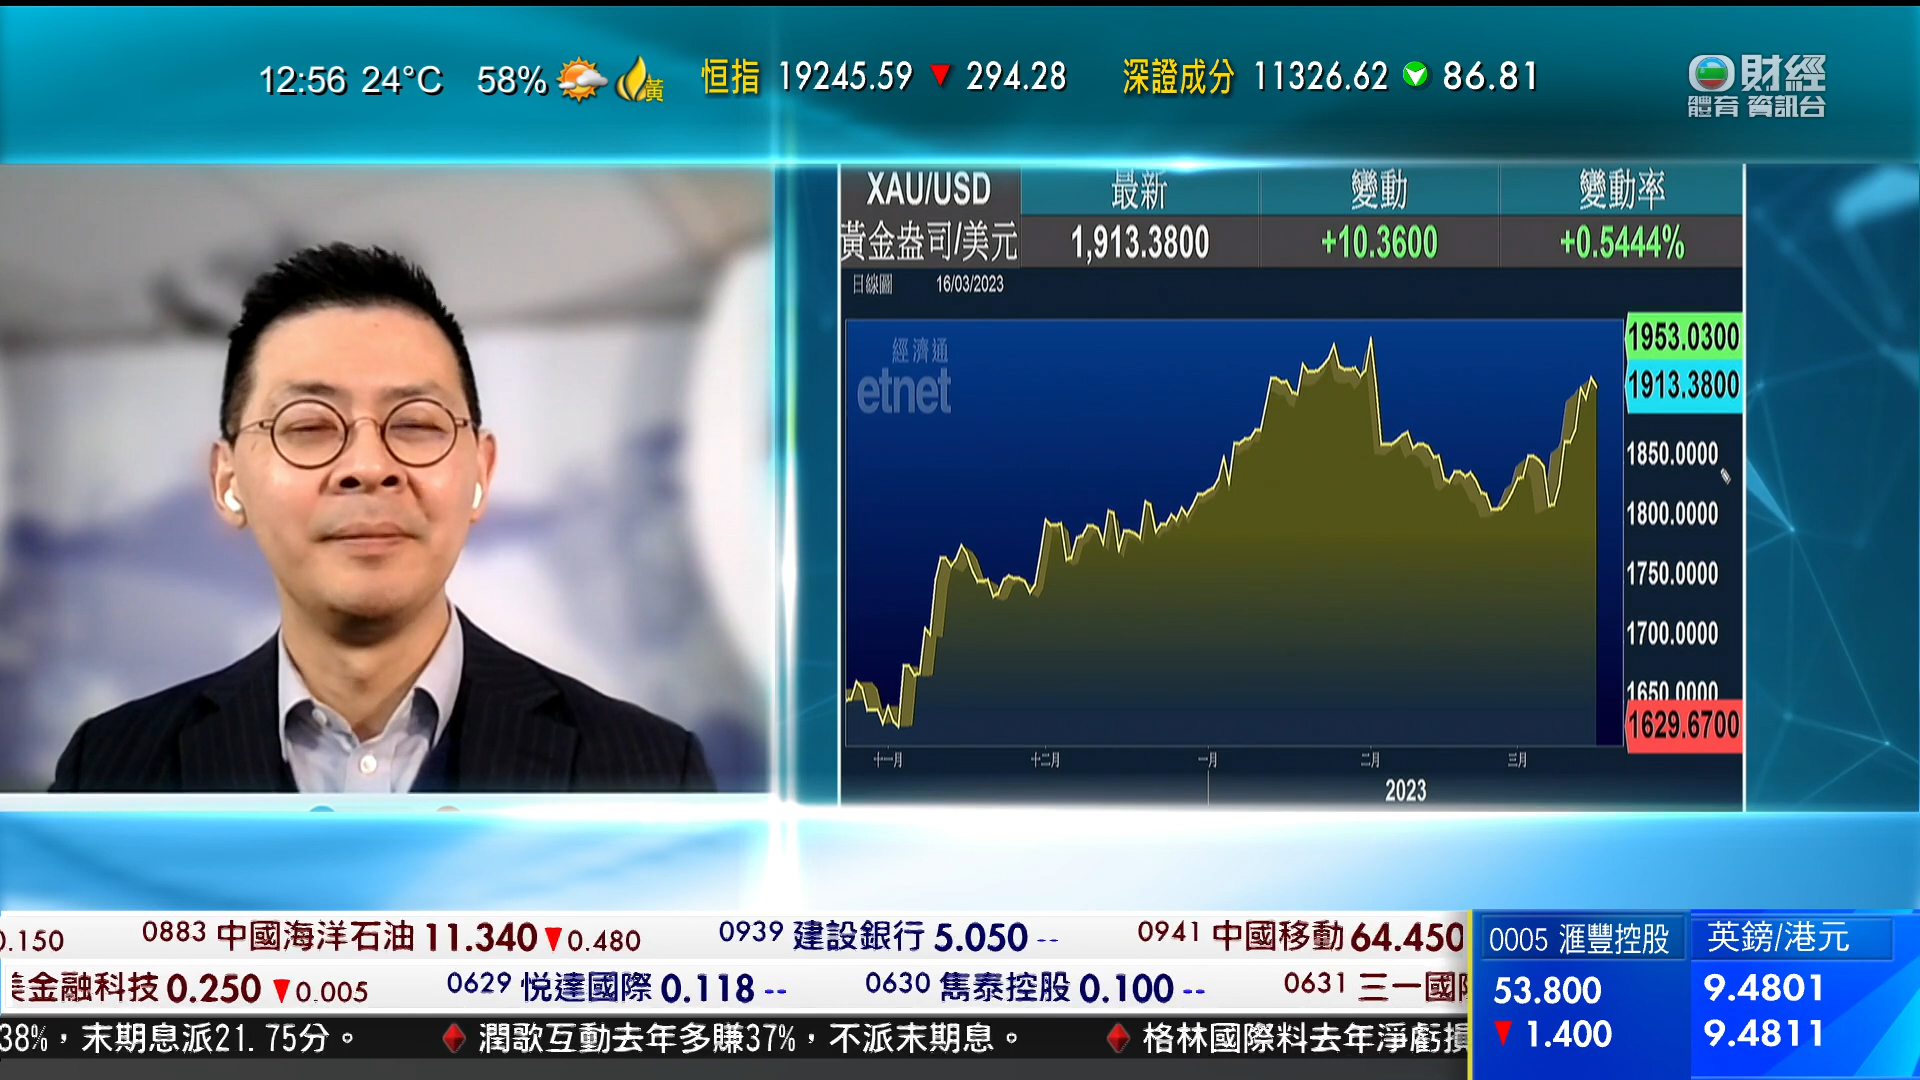 12:56 24°C 58% 黃 恒指 19245.59 ▼ 294.28 深證成分 11326.62 86.81
財經
體育 資訊台
XAU/USD 最新 變動 變動率
黃金盎司/美元 1,913.3800 +10.3600 +0.5444%
日線圖 16/03/2023
經濟通
etnet
1953.0300
1913.3800
1850.0000
1800.0000
1750.0000
1700.0000
1650.0000
1629.6700
十一月 十二月 一月 二月 三月
2023
0.150 0883 中國海洋石油 11.340 ▼ 0.480 0939 建設銀行 5.050 -- 0941 中國移動 64.450
金融科技 0.250 ▼ 0.005 0629 悦達國際 0.118 -- 0630 雋泰控股 0.100 -- 0631 三一國
38%，末期息派21.75分。 潤歌互動去年多賺37%，不派末期息。 格林國際料去年淨虧損
0005 滙豐控股
53.800
▼ 1.400
英鎊/港元
9.4801
9.4811